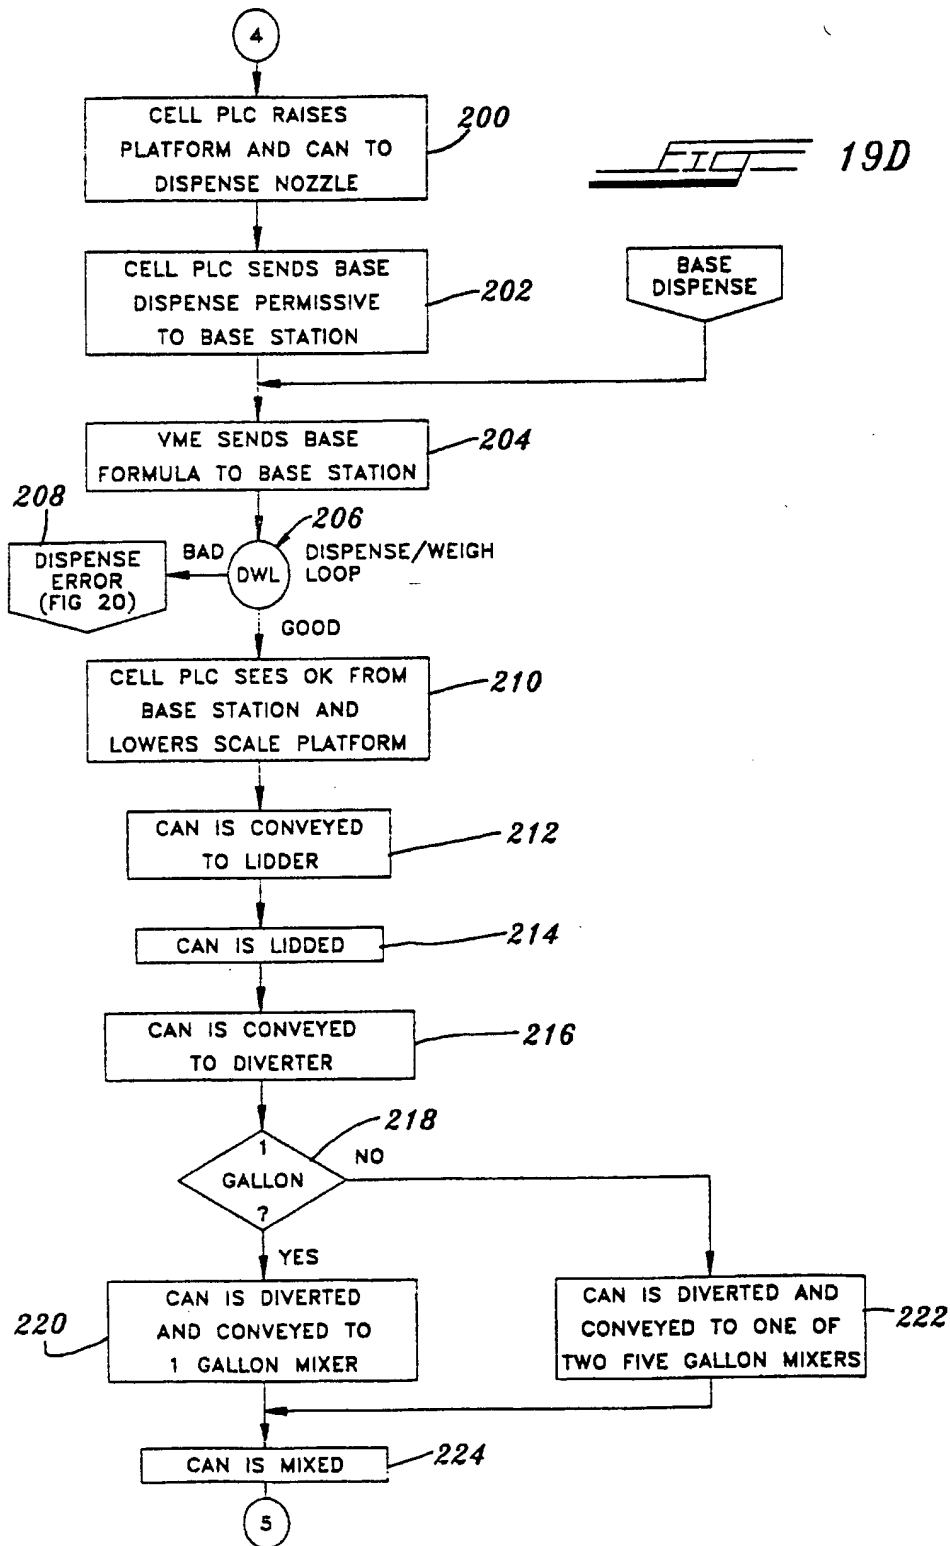 4
CELL PLC RAISES
PLATFORM AND CAN TO
DISPENSE NOZZLE
200
FIG 19D
CELL PLC SENDS BASE
DISPENSE PERMISSIVE
TO BASE STATION
202
BASE
DISPENSE
VME SENDS BASE
FORMULA TO BASE STATION
204
208
206
DISPENSE
ERROR
(FIG 20)
BAD
DWL
DISPENSE/WEIGH
LOOP
GOOD
CELL PLC SEES OK FROM
BASE STATION AND
LOWERS SCALE PLATFORM
210
CAN IS CONVEYED
TO LIDDER
212
CAN IS LIDDED
214
CAN IS CONVEYED
TO DIVERTER
216
218
1
GALLON
?
NO
YES
CAN IS DIVERTED
AND CONVEYED TO
1 GALLON MIXER
220
CAN IS DIVERTED AND
CONVEYED TO ONE OF
TWO FIVE GALLON MIXERS
222
CAN IS MIXED
224
5